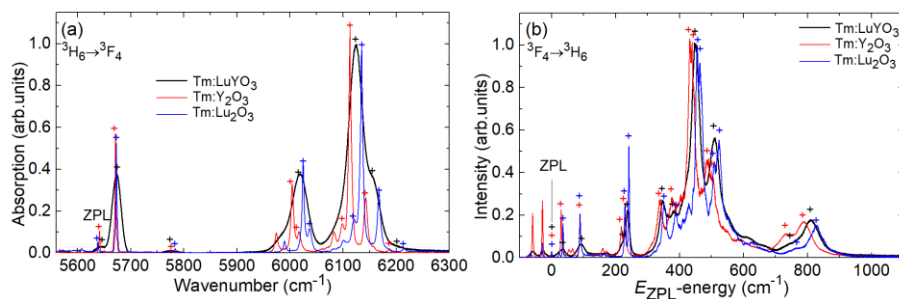 (a)
³H₆→³F₄
Tm:LuYO₃
Tm:Y₂O₃
Tm:Lu₂O₃
ZPL
Absorption (arb.units)
1.0
0.8
0.6
0.4
0.2
0.0
5600 5700 5900 6000 6100 6200 6300
Wavenumber (cm⁻¹)
(b)
³F₄→³H₆
Tm:LuYO₃
Tm:Y₂O₃
Tm:Lu₂O₃
ZPL
Intensity (arb.units)
1.0
0.8
0.6
0.4
0.2
0.0
0 200 400 600 800 1000
E_ZPL-energy (cm⁻¹)